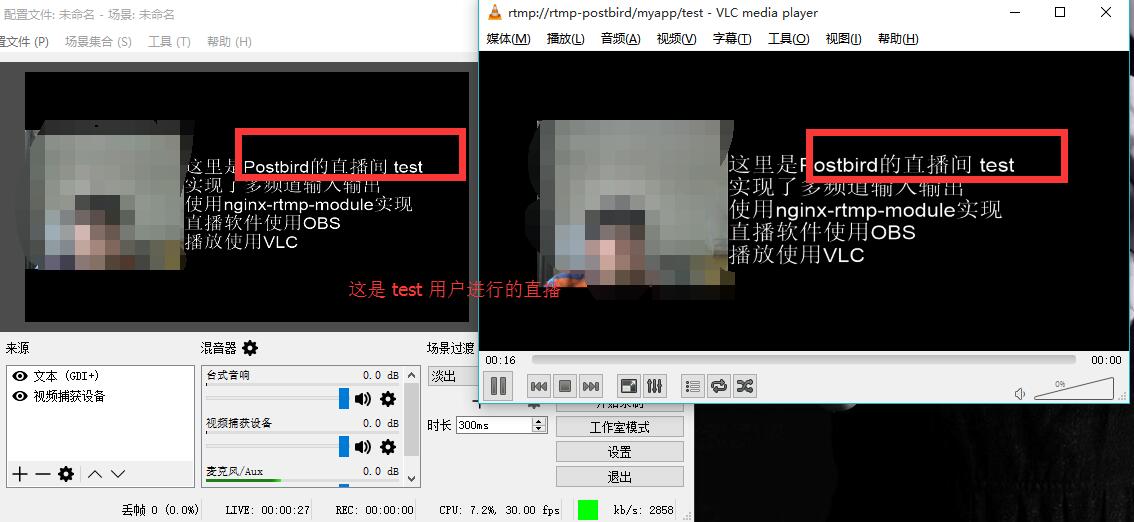 配置文件: 未命名 - 场景: 未命名
置文件 (P) 场景集合 (S) 工具 (T) 帮助 (H)
这里是Postbird的直播间 test
实现了多频道输入输出
使用nginx-rtmp-module实现
直播软件使用OBS
播放使用VLC
rtmp://rtmp-postbird/myapp/test - VLC media player
媒体(M) 播放(L) 音频(A) 视频(V) 字幕(T) 工具(O) 视图(I) 帮助(H)
这里是Postbird的直播间 test
实现了多频道输入输出
使用nginx-rtmp-module实现
直播软件使用OBS
播放使用VLC
这是 test 用户进行的直播
00:16 00:00
0%
来源
文本 (GDI+)
视频捕获设备
混音器
台式音响 0.0 dB
视频捕获设备 0.0 dB
麦克风/Aux 0.0 dB
场景过渡
淡出
时长 300ms
开始录制
工作室模式
设置
退出
丢帧 0 (0.0%) LIVE: 00:00:27 REC: 00:00:00 CPU: 7.2%, 30.00 fps kb/s: 2858